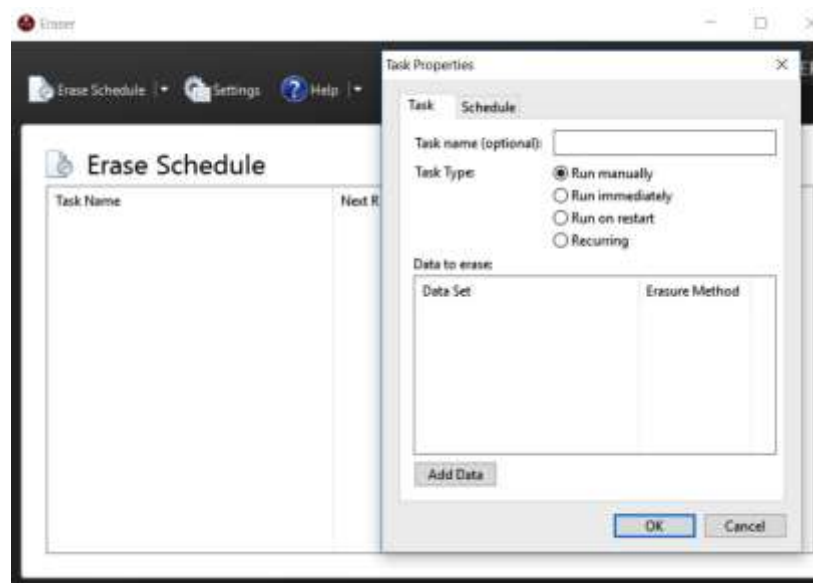 Eraser
Erase Schedule
Settings
Help
Erase Schedule
Task Name
Next R
Task Properties
Task
Schedule
Task name (optional):
Task Type:
Run manually
Run immediately
Run on restart
Recurring
Data to erase:
Data Set
Erasure Method
Add Data
OK
Cancel